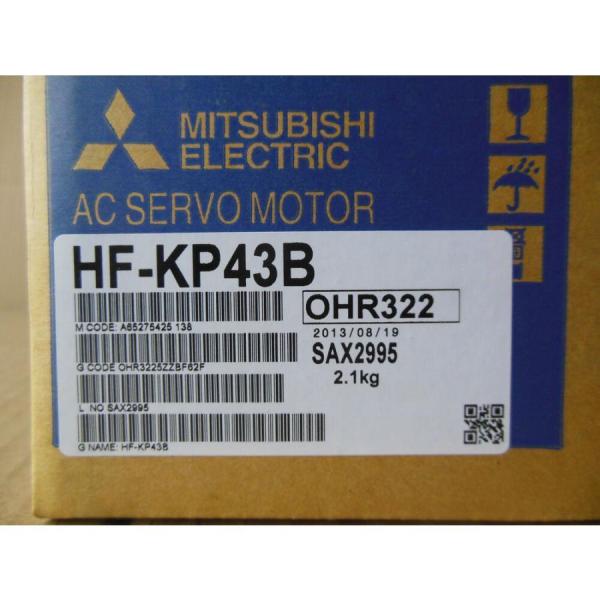 MITSUBISHI
ELECTRIC
AC SERVO MOTOR
HF-KP43B
OHR322
M CODE: A65275425 138
2013/08/19
SAX2995
G CODE OHR3225ZZBF62F
2.1kg
L NO SAX2995
G NAME: HF-KP43B